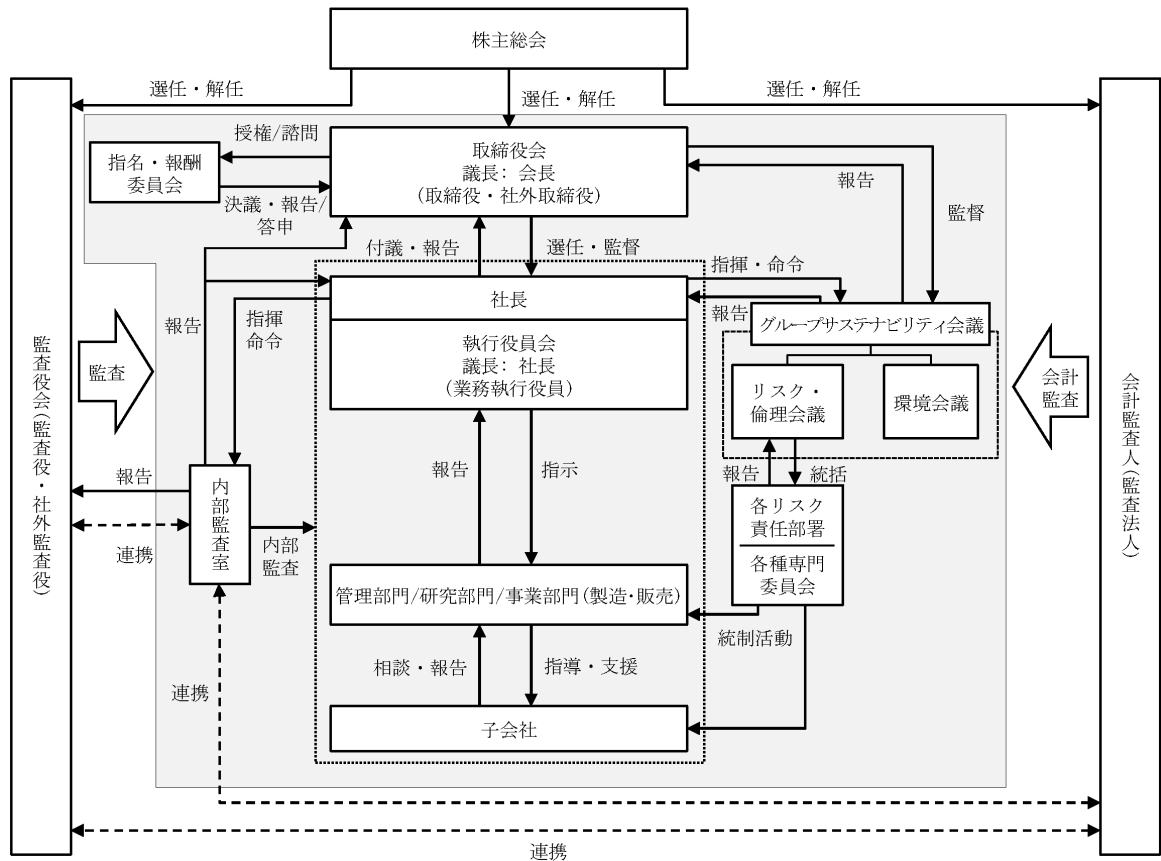 株主総会
選任・解任
選任・解任
選任・解任
授権/諮問
指名・報酬
委員会
決議・報告/
答申
取締役会
議長：会長
（取締役・社外取締役）
報告
監督
付議・報告
選任・監督
指揮・命令
社長
報告
報告
指揮
命令
グループサステナビリティ会議
執行役員会
議長：社長
（業務執行役員）
リスク・
倫理会議
環境会議
監査
会計
監査
監査役会（監査役・社外監査役）
会計監査人（監査法人）
報告
報告
指示
報告
統括
内部監査室
連携
内部
監査
各リスク
責任部署
各種専門
委員会
管理部門/研究部門/事業部門（製造・販売）
統制活動
相談・報告
指導・支援
連携
子会社
連携